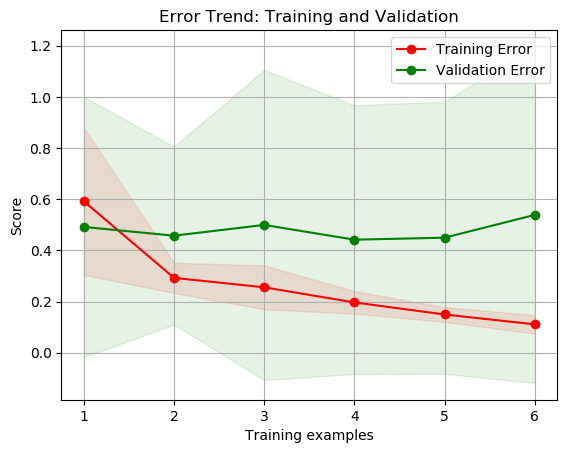 Error Trend: Training and Validation
Training Error
Validation Error
1.2
1.0
0.8
0.6
0.4
0.2
0.0
Score
1 2 3 4 5 6
Training examples